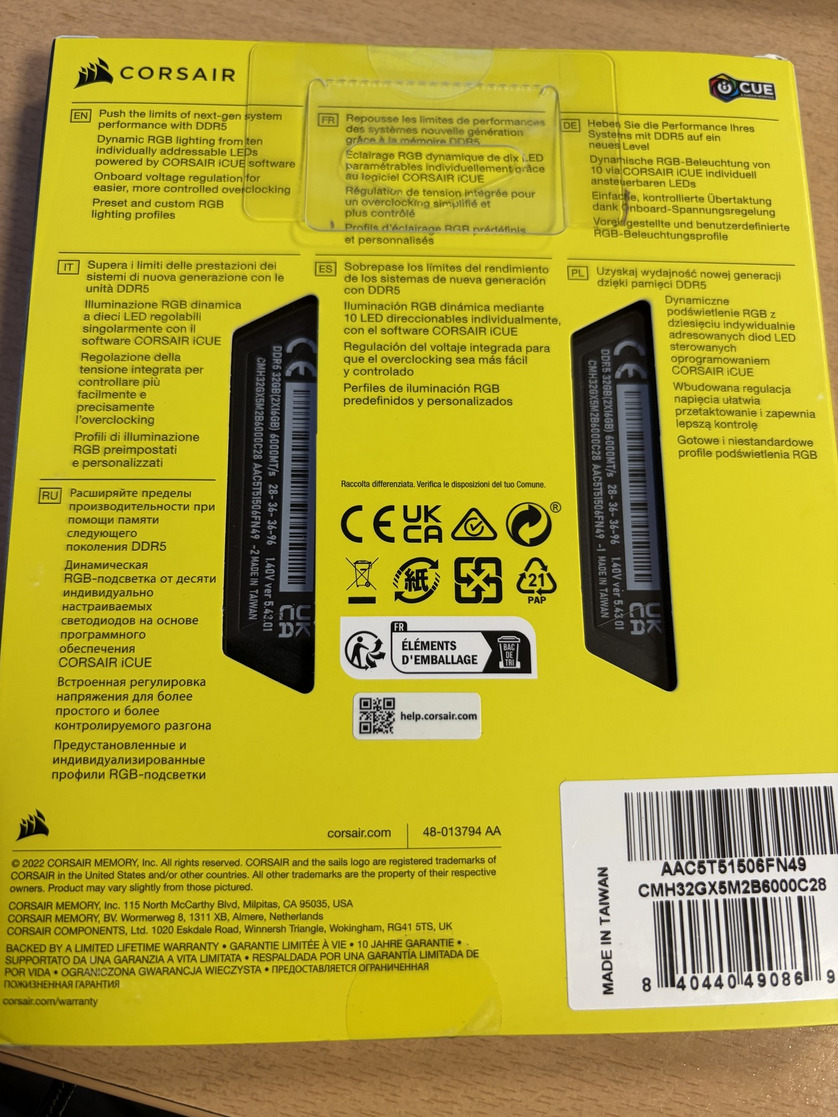 CORSAIR
iCUE
EN
Push the limits of next-gen system
performance with DDR5
Dynamic RGB lighting from ten
individually addressable LEDs
powered by CORSAIR iCUE software
Onboard voltage regulation for
easier, more controlled overclocking
Preset and custom RGB
lighting profiles
FR
Repousse les limites de performances
des systèmes nouvelle génération
grâce à la mémoire DDR5
Éclairage RGB dynamique de dix LED
paramétrables individuellement grâce
au logiciel CORSAIR iCUE
Régulation de tension intégrée pour
un overclocking simplifié et
plus contrôlé
Profils d'éclairage RGB prédéfinis
et personnalisés
DE
Heben Sie die Performance Ihres
Systems mit DDR5 auf ein
neues Level
Dynamische RGB-Beleuchtung von
10 via CORSAIR iCUE individuell
ansteuerbaren LEDs
Einfache, kontrollierte Übertaktung
dank Onboard-Spannungsregelung
Voreingestellte und benutzerdefinierte
RGB-Beleuchtungsprofile
IT
Supera i limiti delle prestazioni dei
sistemi di nuova generazione con le
unità DDR5
Illuminazione RGB dinamica
a dieci LED regolabili
singolarmente con il
software CORSAIR iCUE
Regolazione della
tensione integrata per
controllare più
facilmente e
precisamente
l'overclocking
Profili di illuminazione
RGB preimpostati
e personalizzati
ES
Sobrepase los límites del rendimiento
de los sistemas de nueva generación
con DDR5
Iluminación RGB dinámica mediante
10 LED direccionables individualmente,
con el software CORSAIR iCUE
Regulación del voltaje integrada para
que el overclocking sea más fácil
y controlado
Perfiles de iluminación RGB
predefinidos y personalizados
PL
Uzyskaj wydajność nowej generacji
dzięki pamięci DDR5
Dynamiczne
podświetlenie RGB z
dziesięciu indywidualnie
adresowanych diod LED
sterowanych
oprogramowaniem
CORSAIR iCUE
Wbudowana regulacja
napięcia ułatwia
przetaktowanie i zapewnia
lepszą kontrolę
Gotowe i niestandardowe
profile podświetlenia RGB
RU
Расширяйте пределы
производительности при
помощи памяти
следующего
поколения DDR5
Динамическая
RGB-подсветка от десяти
индивидуально
настраиваемых
светодиодов на основе
программного
обеспечения
CORSAIR iCUE
Встроенная регулировка
напряжения для более
простого и более
контролируемого разгона
Предустановленные и
индивидуализированные
профили RGB-подсветки
DDR5 32GB(2X16GB) 6000MT/s 28-36-36-96 1.40V ver 5.43.01
CMH32GX5M2B6000C28 AAC5T51506FN49 -2 MADE IN TAIWAN
CE
UK
CA
DDR5 32GB(2X16GB) 6000MT/s 28-36-36-96 1.40V ver 5.43.01
CMH32GX5M2B6000C28 AAC5T51506FN49 -1 MADE IN TAIWAN
CE
UK
CA
Raccolta differenziata. Verifica le disposizioni del tuo Comune.
CE
UK
CA
®
紙
21
PAP
FR
ÉLÉMENTS
D'EMBALLAGE
BAC
DE
TRI
help.corsair.com
corsair.com
48-013794 AA
© 2022 CORSAIR MEMORY, Inc. All rights reserved. CORSAIR and the sails logo are registered trademarks of
CORSAIR in the United States and/or other countries. All other trademarks are the property of their respective
owners. Product may vary slightly from those pictured.
CORSAIR MEMORY, Inc. 115 North McCarthy Blvd, Milpitas, CA 95035, USA
CORSAIR MEMORY, BV. Wormerweg 8, 1311 XB, Almere, Netherlands
CORSAIR COMPONENTS, Ltd. 1020 Eskdale Road, Winnersh Triangle, Wokingham, RG41 5TS, UK
BACKED BY A LIMITED LIFETIME WARRANTY • GARANTIE LIMITÉE À VIE • 10 JAHRE GARANTIE •
SUPPORTATO DA UNA GARANZIA A VITA LIMITATA • RESPALDADA POR UNA GARANTÍA LIMITADA DE
POR VIDA • OGRANICZONA GWARANCJA WIECZYSTA • ПРЕДОСТАВЛЯЕТСЯ ОГРАНИЧЕННАЯ
ПОЖИЗНЕННАЯ ГАРАНТИЯ
corsair.com/warranty
MADE IN TAIWAN
AAC5T51506FN49
CMH32GX5M2B6000C28
8 40440 49086 9